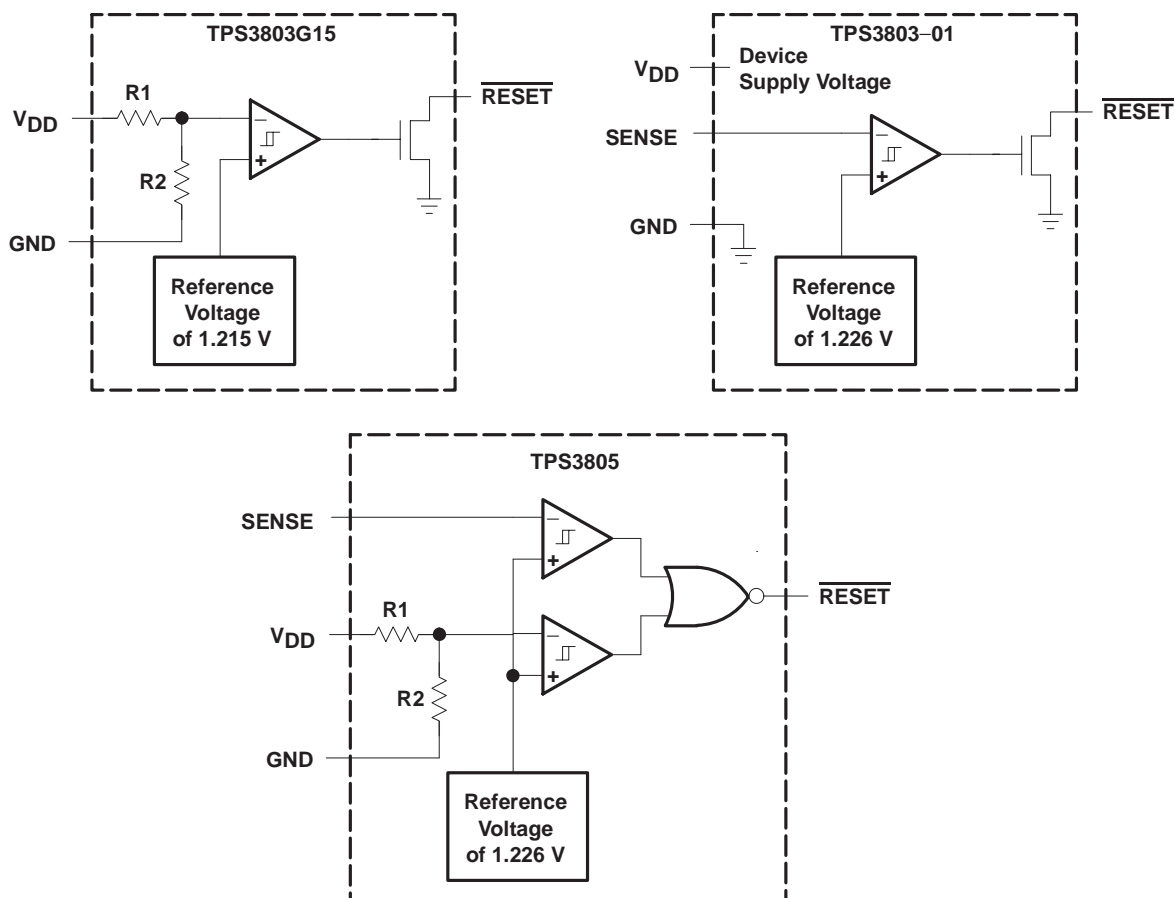 TPS3803G15
R1
VDD
RESET
−
+
R2
GND
Reference
Voltage
of 1.215 V
TPS3803−01
VDD
Device
Supply Voltage
RESET
SENSE
−
+
GND
Reference
Voltage
of 1.226 V
TPS3805
SENSE
−
+
RESET
R1
VDD
−
+
R2
GND
Reference
Voltage
of 1.226 V